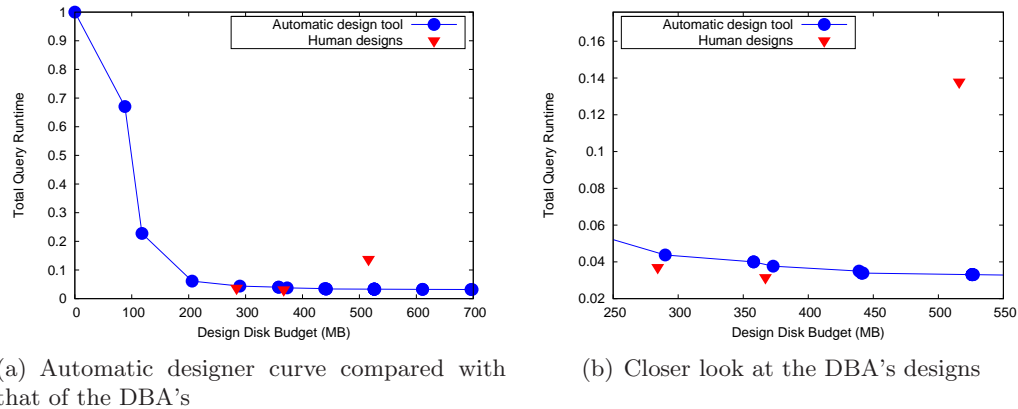 1
0.9
0.8
0.7
0.6
0.5
0.4
0.3
0.2
0.1
0
Total Query Runtime
Automatic design tool
Human designs
0 100 200 300 400 500 600 700
Design Disk Budget (MB)
0.16
0.14
0.12
0.1
0.08
0.06
0.04
0.02
Total Query Runtime
Automatic design tool
Human designs
250 300 350 400 450 500 550
Design Disk Budget (MB)
(a) Automatic designer curve compared with
that of the DBA's
(b) Closer look at the DBA's designs